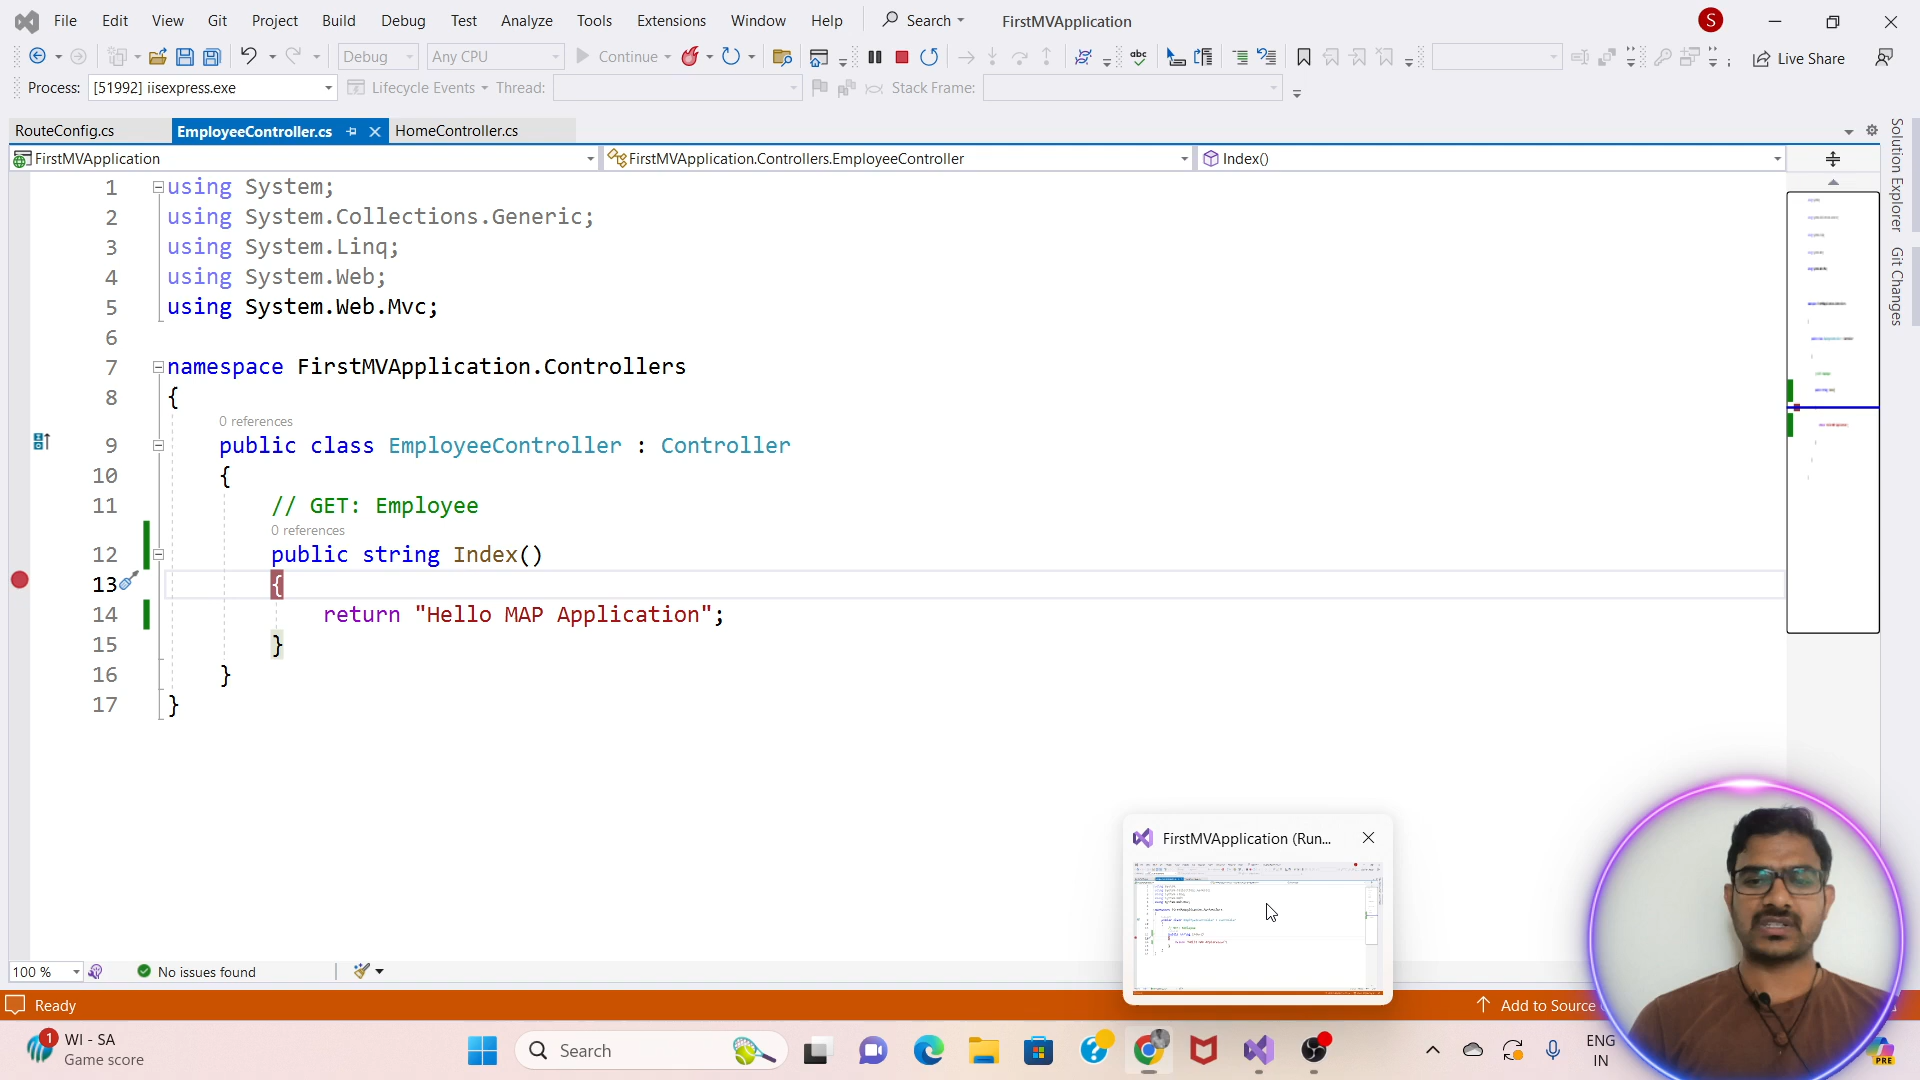 File Edit View Git Project Build Debug Test Analyze Tools Extensions Window Help Search FirstMVApplication S
Debug Any CPU Continue Live Share
Process: [51992] iisexpress.exe Lifecycle Events Thread: Stack Frame:
RouteConfig.cs EmployeeController.cs HomeController.cs
FirstMVApplication FirstMVApplication.Controllers.EmployeeController Index()
Solution Explorer
Git Changes
1 using System;
2 using System.Collections.Generic;
3 using System.Linq;
4 using System.Web;
5 using System.Web.Mvc;
6
7 namespace FirstMVApplication.Controllers
8 {
0 references
9 public class EmployeeController : Controller
10 {
11 // GET: Employee
0 references
12 public string Index()
13 {
14 return "Hello MAP Application";
15 }
16 }
17 }
FirstMVApplication (Run...
100 % No issues found
Ready Add to Source
1 WI - SA
Game score
Search
ENG
IN
PRE